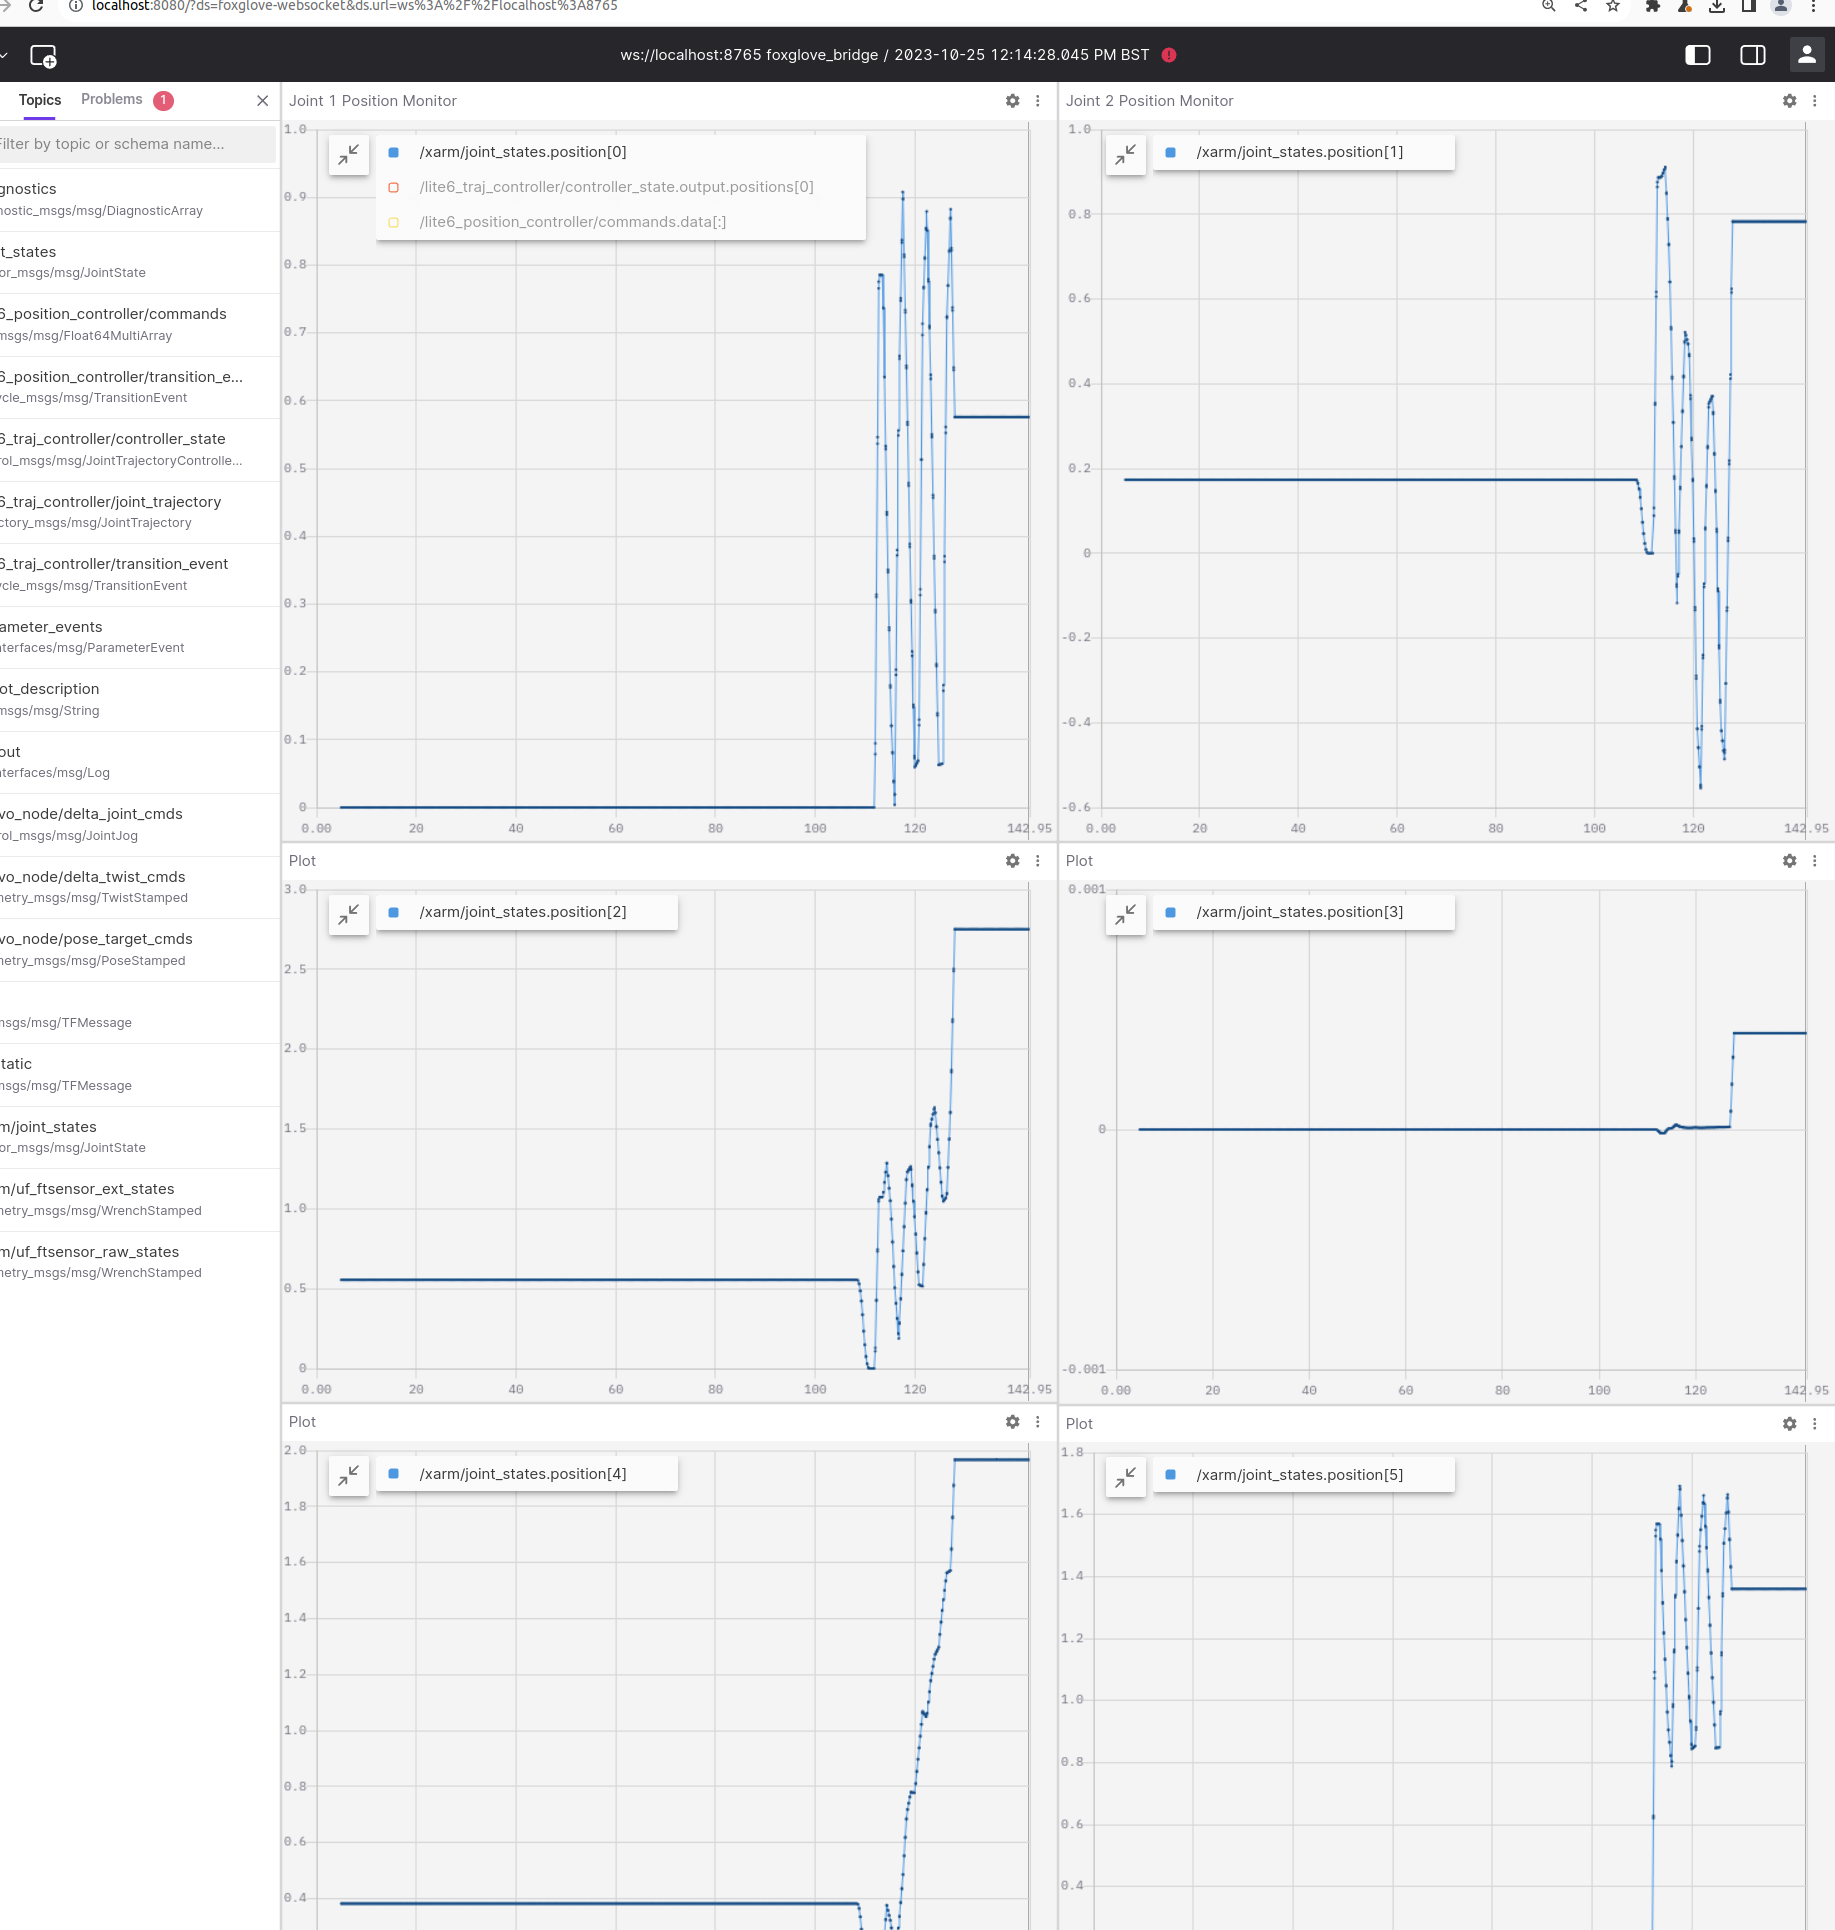 localhost:8080/?ds=foxglove-websocket&ds.url=ws%3A%2F%2Flocalhost%3A8765
ws://localhost:8765 foxglove_bridge / 2023-10-25 12:14:28.045 PM BST
Topics
Problems 1
Filter by topic or schema name...
gnostics
nostic_msgs/msg/DiagnosticArray
t_states
or_msgs/msg/JointState
6_position_controller/commands
msgs/msg/Float64MultiArray
6_position_controller/transition_e...
ycle_msgs/msg/TransitionEvent
6_traj_controller/controller_state
rol_msgs/msg/JointTrajectoryControlle...
6_traj_controller/joint_trajectory
ctory_msgs/msg/JointTrajectory
6_traj_controller/transition_event
ycle_msgs/msg/TransitionEvent
ameter_events
nterfaces/msg/ParameterEvent
ot_description
msgs/msg/String
out
nterfaces/msg/Log
vo_node/delta_joint_cmds
rol_msgs/msg/JointJog
vo_node/delta_twist_cmds
metry_msgs/msg/TwistStamped
vo_node/pose_target_cmds
metry_msgs/msg/PoseStamped
msgs/msg/TFMessage
tatic
msgs/msg/TFMessage
m/joint_states
or_msgs/msg/JointState
m/uf_ftsensor_ext_states
metry_msgs/msg/WrenchStamped
m/uf_ftsensor_raw_states
metry_msgs/msg/WrenchStamped
Joint 1 Position Monitor
/xarm/joint_states.position[0]
/lite6_traj_controller/controller_state.output.positions[0]
/lite6_position_controller/commands.data[:]
1.0
0.9
0.8
0.7
0.6
0.5
0.4
0.3
0.2
0.1
0
0.00 20 40 60 80 100 120 142.95
Joint 2 Position Monitor
/xarm/joint_states.position[1]
1.0
0.8
0.6
0.4
0.2
0
-0.2
-0.4
-0.6
0.00 20 40 60 80 100 120 142.95
Plot
/xarm/joint_states.position[2]
3.0
2.5
2.0
1.5
1.0
0.5
0
0.00 20 40 60 80 100 120 142.95
Plot
/xarm/joint_states.position[3]
0.001
0
-0.001
0.00 20 40 60 80 100 120 142.95
Plot
/xarm/joint_states.position[4]
2.0
1.8
1.6
1.4
1.2
1.0
0.8
0.6
0.4
Plot
/xarm/joint_states.position[5]
1.8
1.6
1.4
1.2
1.0
0.8
0.6
0.4